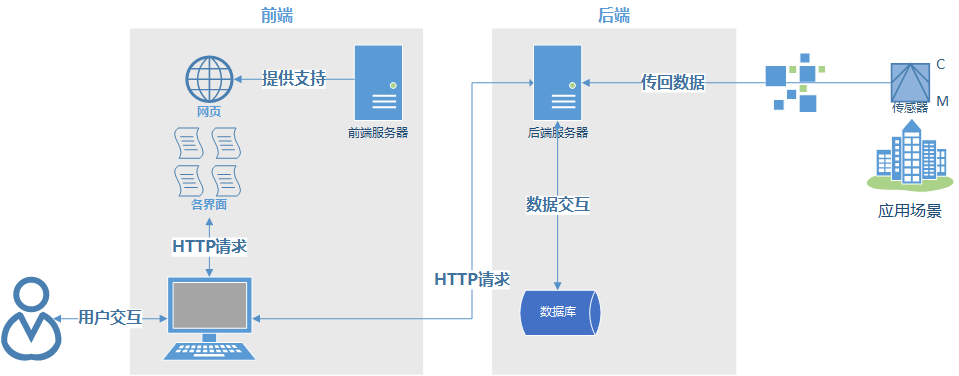 前端
后端
提供支持
传回数据
C
M
网页
前端服务器
后端服务器
传感器
各界面
数据交互
应用场景
HTTP请求
HTTP请求
用户交互
数据库